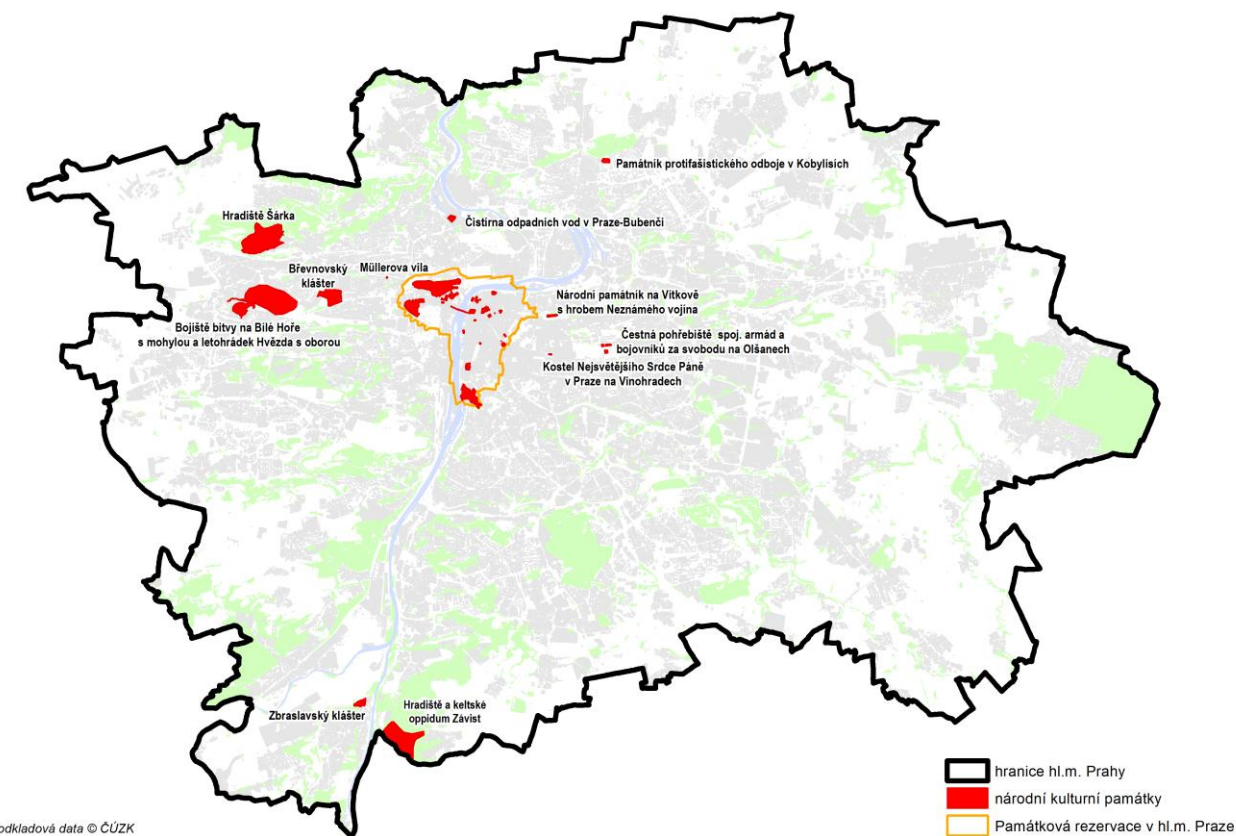 Památník protifašistického odboje v Kobylisích
Hradiště Šárka
Čistírna odpadních vod v Praze-Bubenči
Břevnovský
klášter
Müllerova vila
Národní památník na Vítkově
s hrobem Neznámého vojína
Bojiště bitvy na Bílé Hoře
s mohylou a letohrádek Hvězda s oborou
Čestná pohřebiště spoj. armád a
bojovníků za svobodu na Olšanech
Kostel Nejsvětějšího Srdce Páně
v Praze na Vinohradech
Zbraslavský klášter
Hradiště a keltské
oppidum Závist
hranice hl.m. Prahy
národní kulturní památky
Památková rezervace v hl.m. Praze
odkladová data © ČÚZK